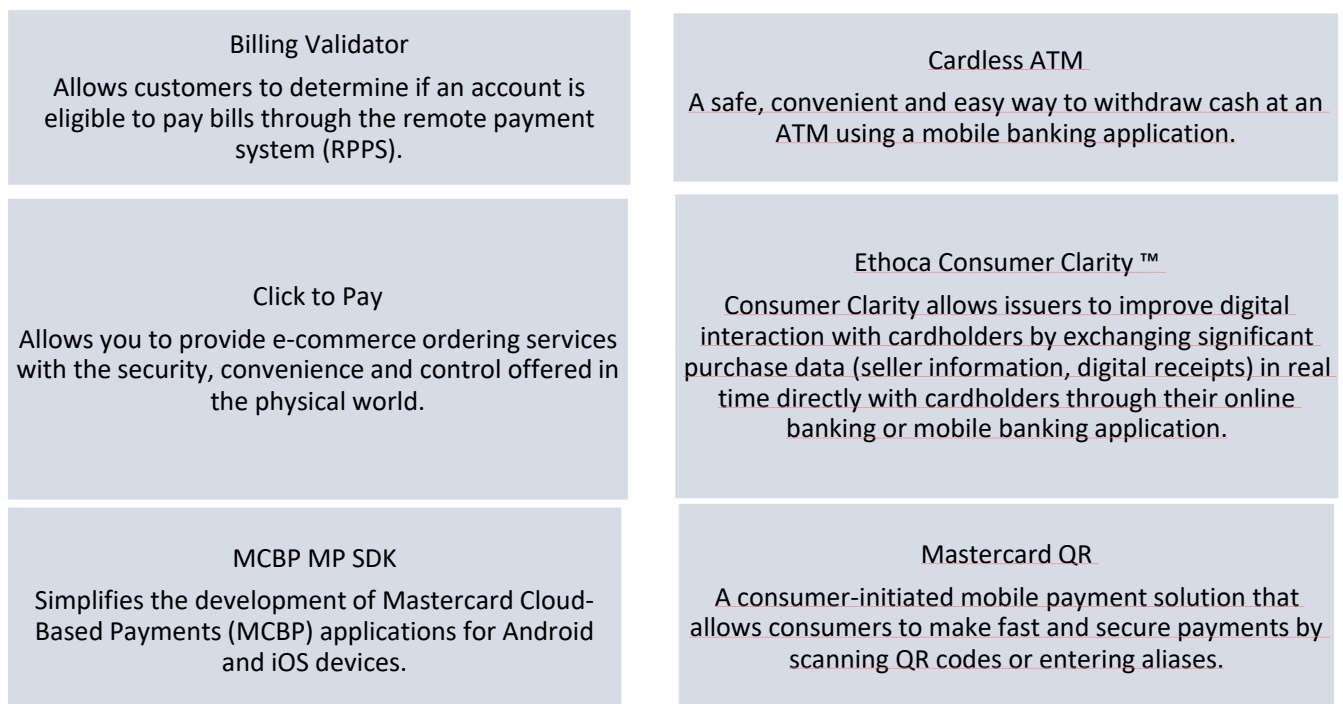 Billing Validator
Allows customers to determine if an account is
eligible to pay bills through the remote payment
system (RPPS).
Cardless ATM
A safe, convenient and easy way to withdraw cash at an
ATM using a mobile banking application.
Click to Pay
Allows you to provide e-commerce ordering services
with the security, convenience and control offered in
the physical world.
Ethoca Consumer Clarity ™
Consumer Clarity allows issuers to improve digital
interaction with cardholders by exchanging significant
purchase data (seller information, digital receipts) in real
time directly with cardholders through their online
banking or mobile banking application.
MCBP MP SDK
Simplifies the development of Mastercard Cloud-
Based Payments (MCBP) applications for Android
and iOS devices.
Mastercard QR
A consumer-initiated mobile payment solution that
allows consumers to make fast and secure payments by
scanning QR codes or entering aliases.